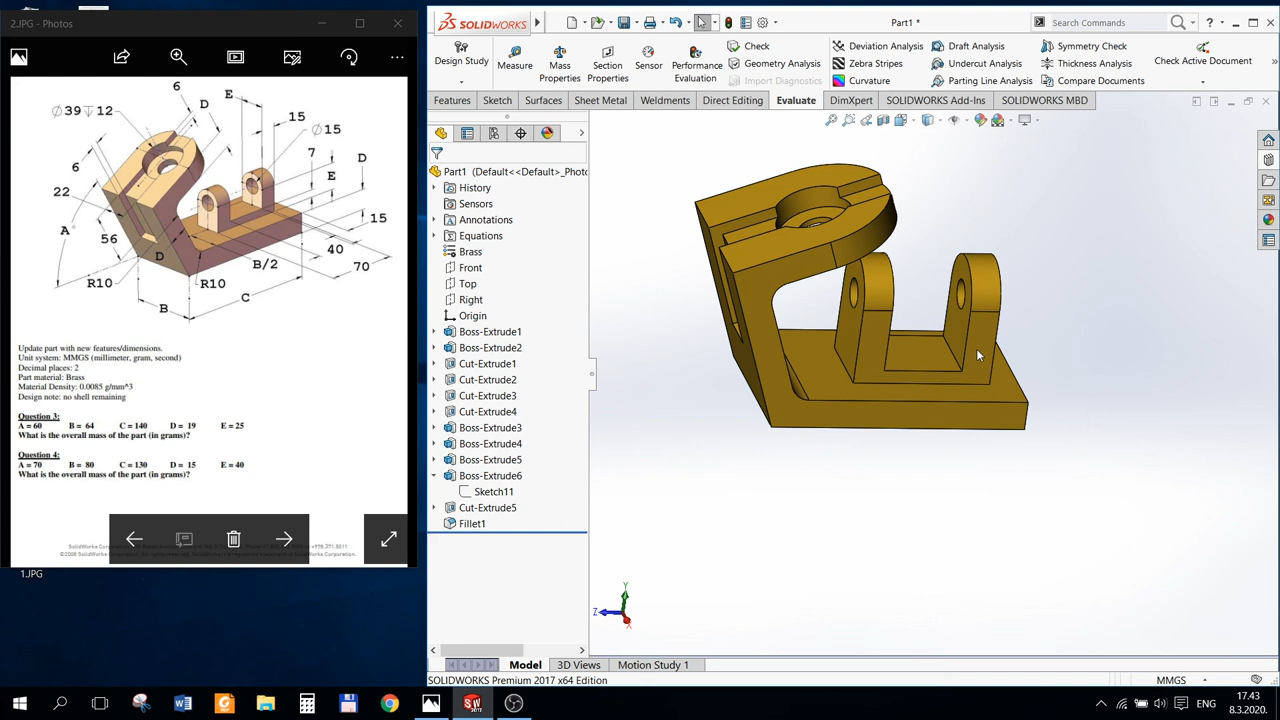 2.JPG - Photos
SOLIDWORKS
Part1 *
Search Commands
Design Study
Measure
Mass Properties
Section Properties
Sensor
Performance Evaluation
Check
Geometry Analysis
Import Diagnostics
Deviation Analysis
Zebra Stripes
Curvature
Draft Analysis
Undercut Analysis
Parting Line Analysis
Symmetry Check
Thickness Analysis
Compare Documents
Check Active Document
Features Sketch Surfaces Sheet Metal Weldments Direct Editing Evaluate DimXpert SOLIDWORKS Add-Ins SOLIDWORKS MBD
∅39↧12
6
D
E
15
∅15
7
D
E
6
22
A
56
D
15
40
B/2
70
R10
R10
B
C
Update part with new features/dimensions.
Unit system: MMGS (millimeter, gram, second)
Decimal places: 2
Part material: Brass
Material Density: 0.0085 g/mm^3
Design note: no shell remaining
Question 3:
A = 60 B = 64 C = 140 D = 19 E = 25
What is the overall mass of the part (in grams)?
Question 4:
A = 70 B = 80 C = 130 D = 15 E = 40
What is the overall mass of the part (in grams)?
1.JPG
Part1 (Default<<Default>_Photo
History
Sensors
Annotations
Equations
Brass
Front
Top
Right
Origin
Boss-Extrude1
Boss-Extrude2
Cut-Extrude1
Cut-Extrude2
Cut-Extrude3
Cut-Extrude4
Boss-Extrude3
Boss-Extrude4
Boss-Extrude5
Boss-Extrude6
Sketch11
Cut-Extrude5
Fillet1
Y
Z
X
Model 3D Views Motion Study 1
SOLIDWORKS Premium 2017 x64 Edition
MMGS
ENG
17.43
8.3.2020.